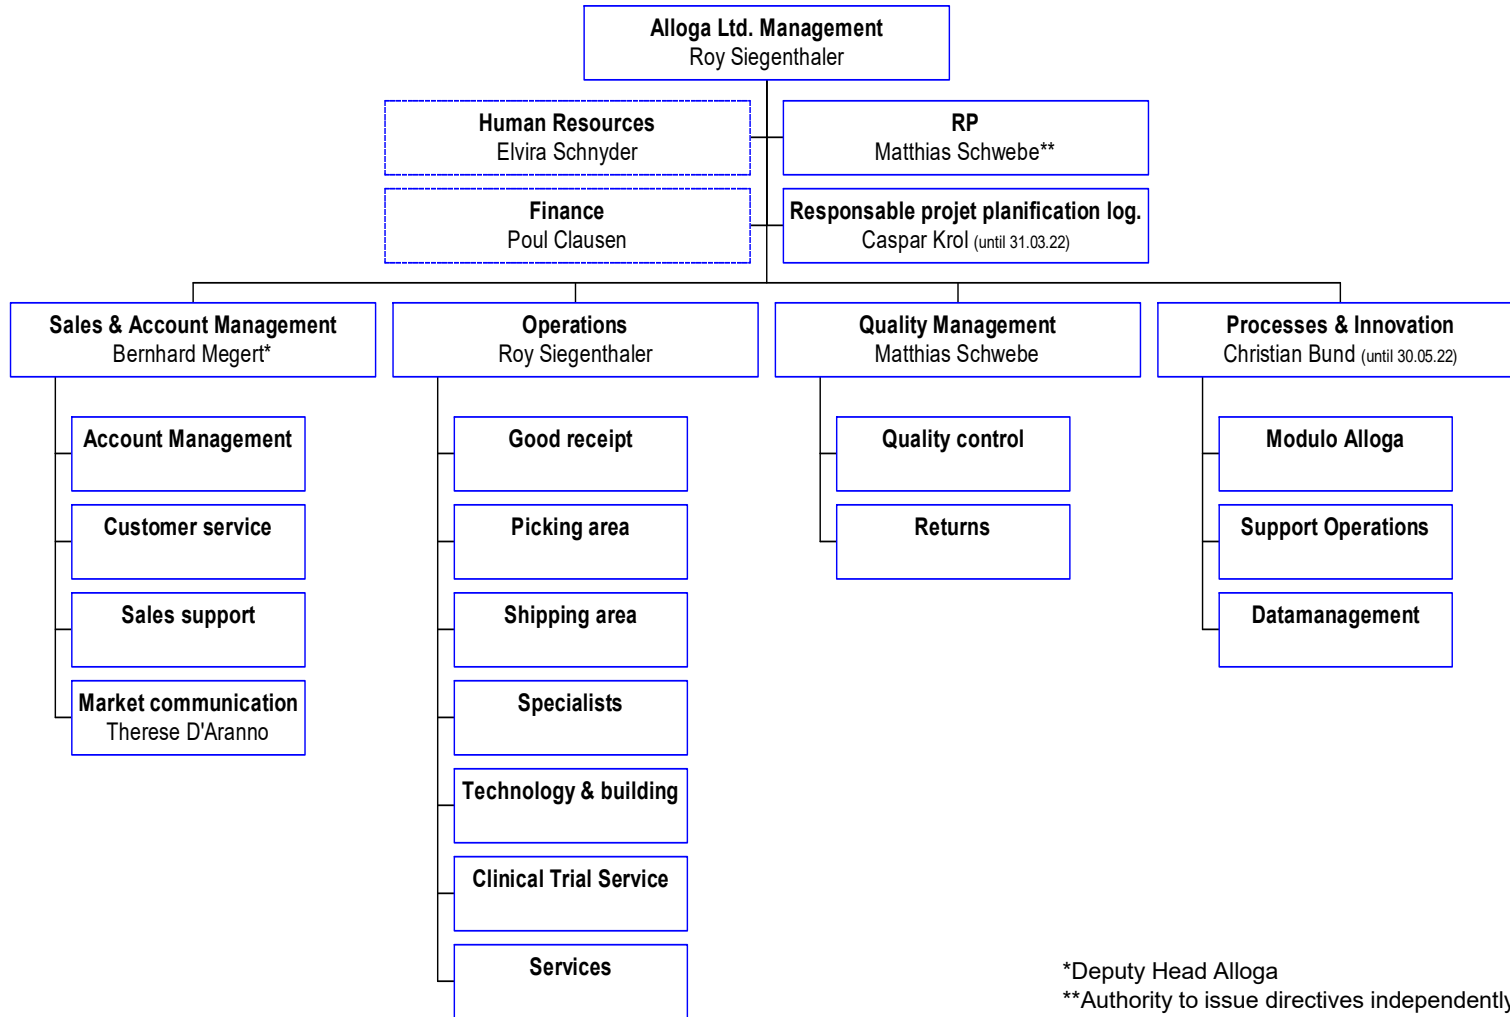 Alloga Ltd. Management
Roy Siegenthaler
Human Resources
Elvira Schnyder
RP
Matthias Schwebe**
Finance
Poul Clausen
Responsable projet planification log.
Caspar Krol (until 31.03.22)
Sales & Account Management
Bernhard Megert*
Operations
Roy Siegenthaler
Quality Management
Matthias Schwebe
Processes & Innovation
Christian Bund (until 30.05.22)
Account Management
Customer service
Sales support
Market communication
Therese D'Aranno
Good receipt
Picking area
Shipping area
Specialists
Technology & building
Clinical Trial Service
Services
Quality control
Returns
Modulo Alloga
Support Operations
Datamanagement
*Deputy Head Alloga
**Authority to issue directives independently